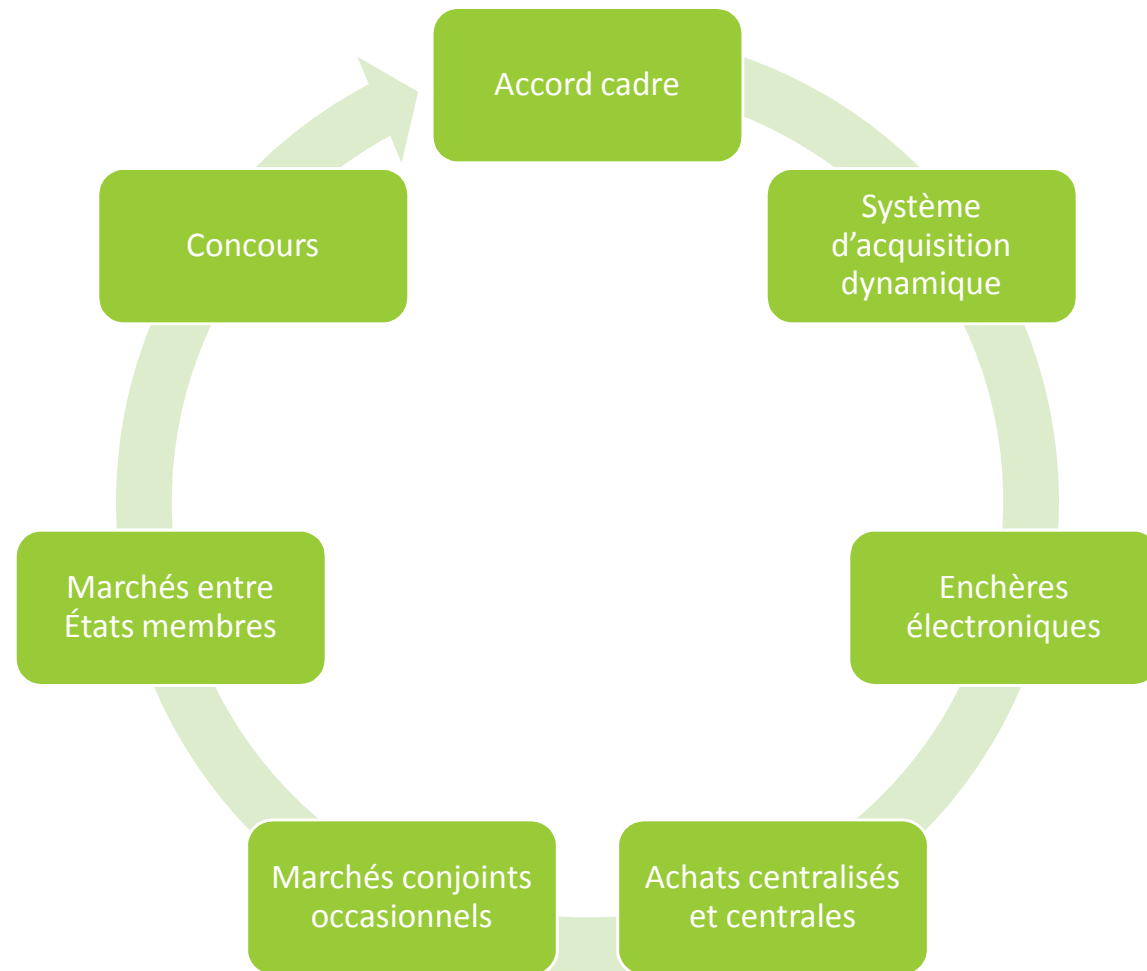 Accord cadre
Système
d’acquisition
dynamique
Enchères
électroniques
Achats centralisés
et centrales
Marchés conjoints
occasionnels
Marchés entre
États membres
Concours